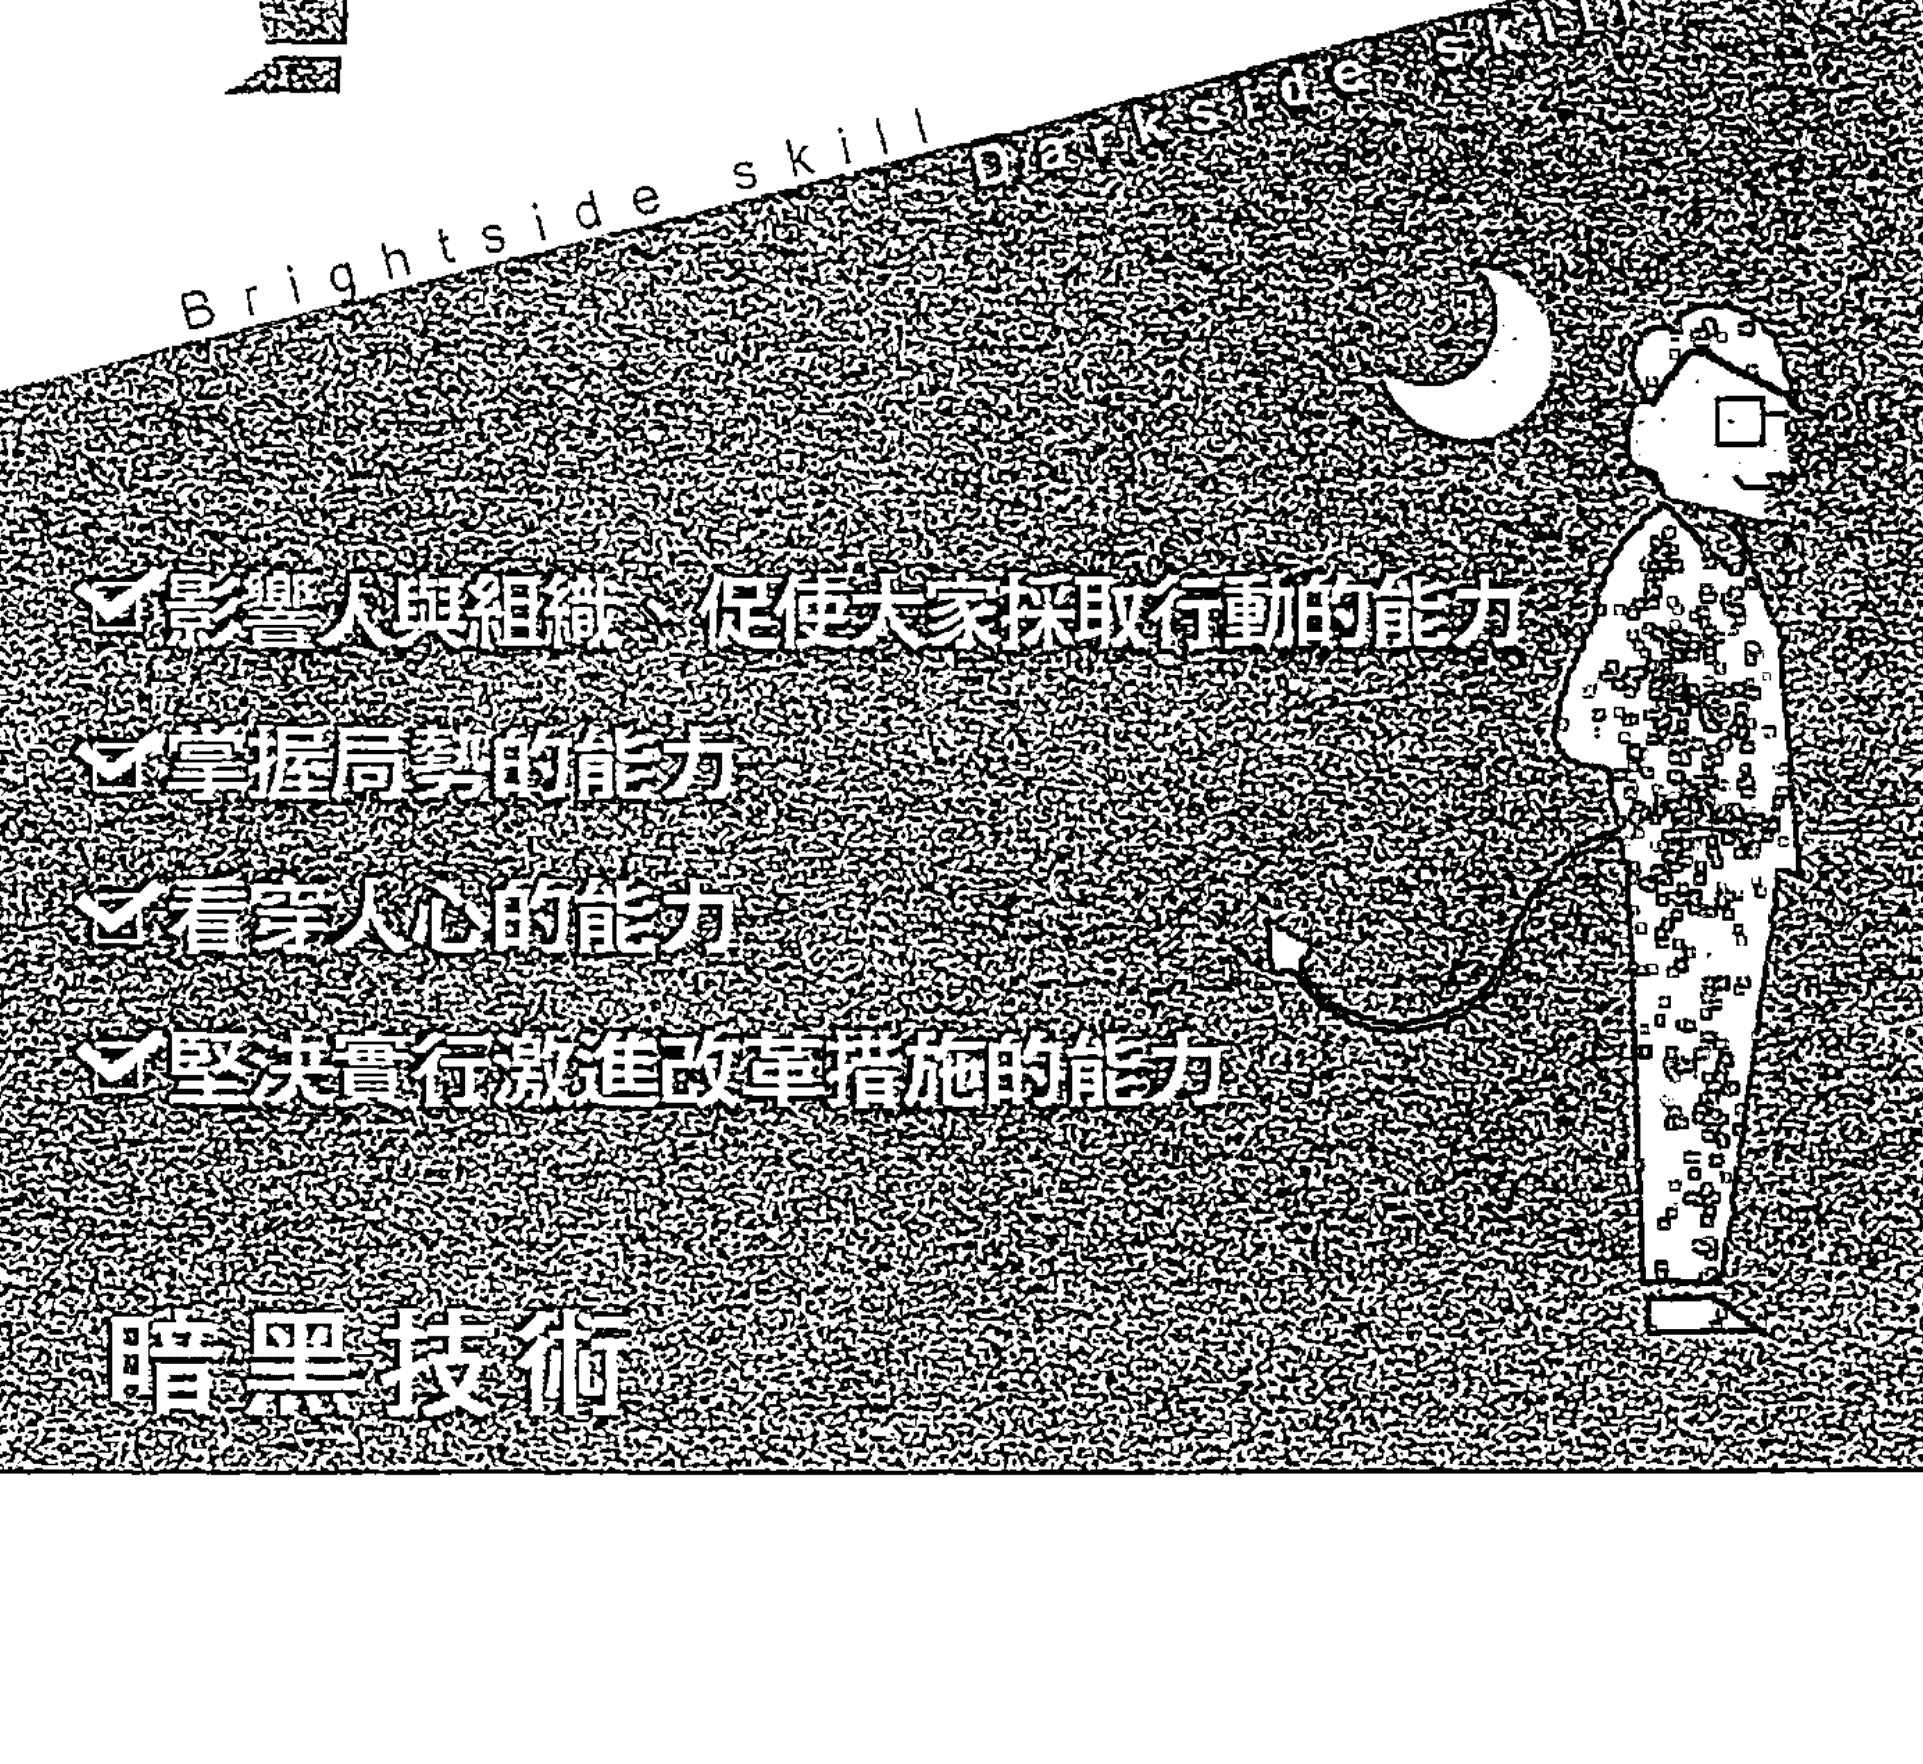 Brightside skill
Darkside skill
影響人與組織、促使大家採取行動的能力
掌握局勢的能力
看穿人心的能力
堅決實行激進改革措施的能力
暗黑技術